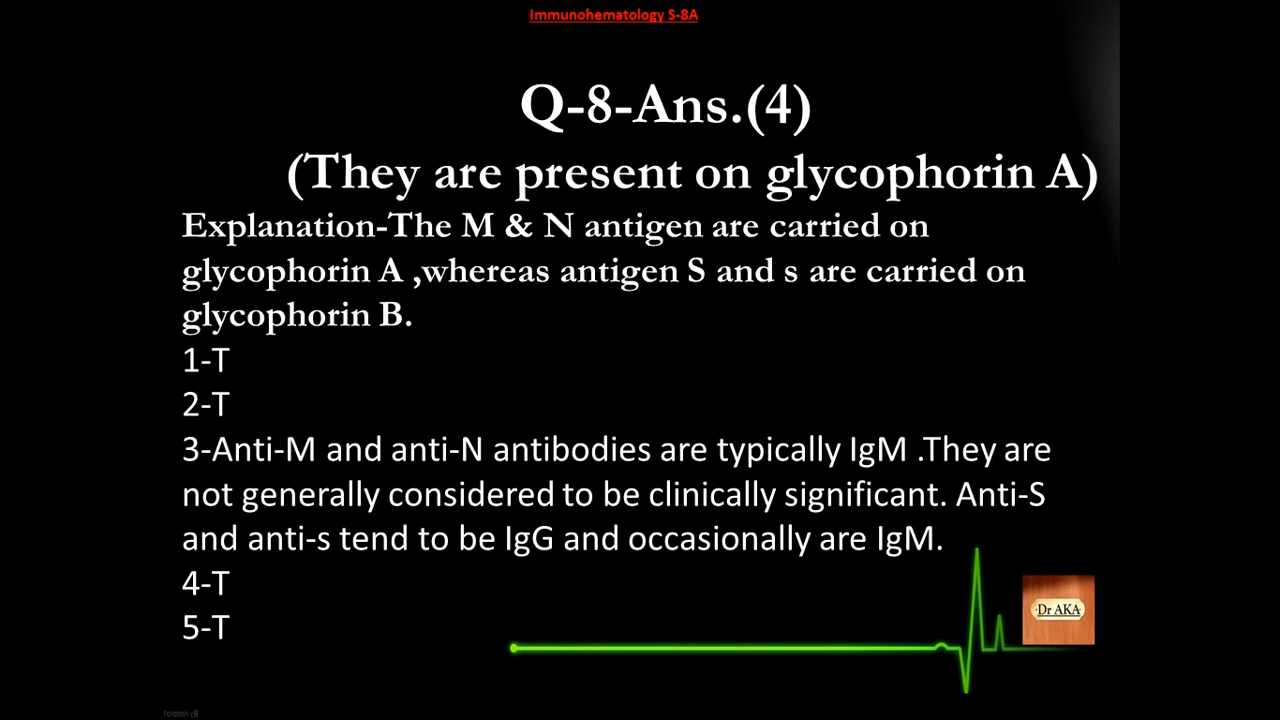 Immunohematology S-8A
Q-8-Ans.(4)
(They are present on glycophorin A)
Explanation-The M & N antigen are carried on
glycophorin A ,whereas antigen S and s are carried on
glycophorin B.
1-T
2-T
3-Anti-M and anti-N antibodies are typically IgM .They are
not generally considered to be clinically significant. Anti-S
and anti-s tend to be IgG and occasionally are IgM.
4-T
5-T
Dr AKA